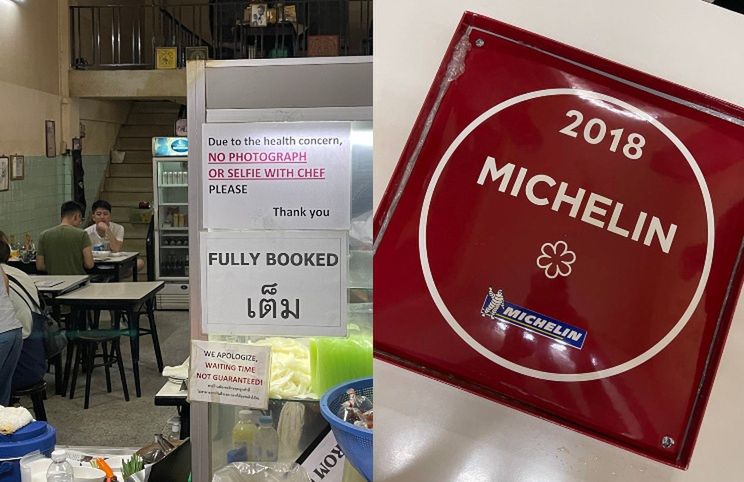 Due to the health concern,
NO PHOTOGRAPH
OR SELFIE WITH CHEF
PLEASE
Thank you
FULLY BOOKED
เต็ม
WE APOLOGIZE,
WAITING TIME
NOT GUARANTEED!
ROM
2018
MICHELIN
MICHELIN